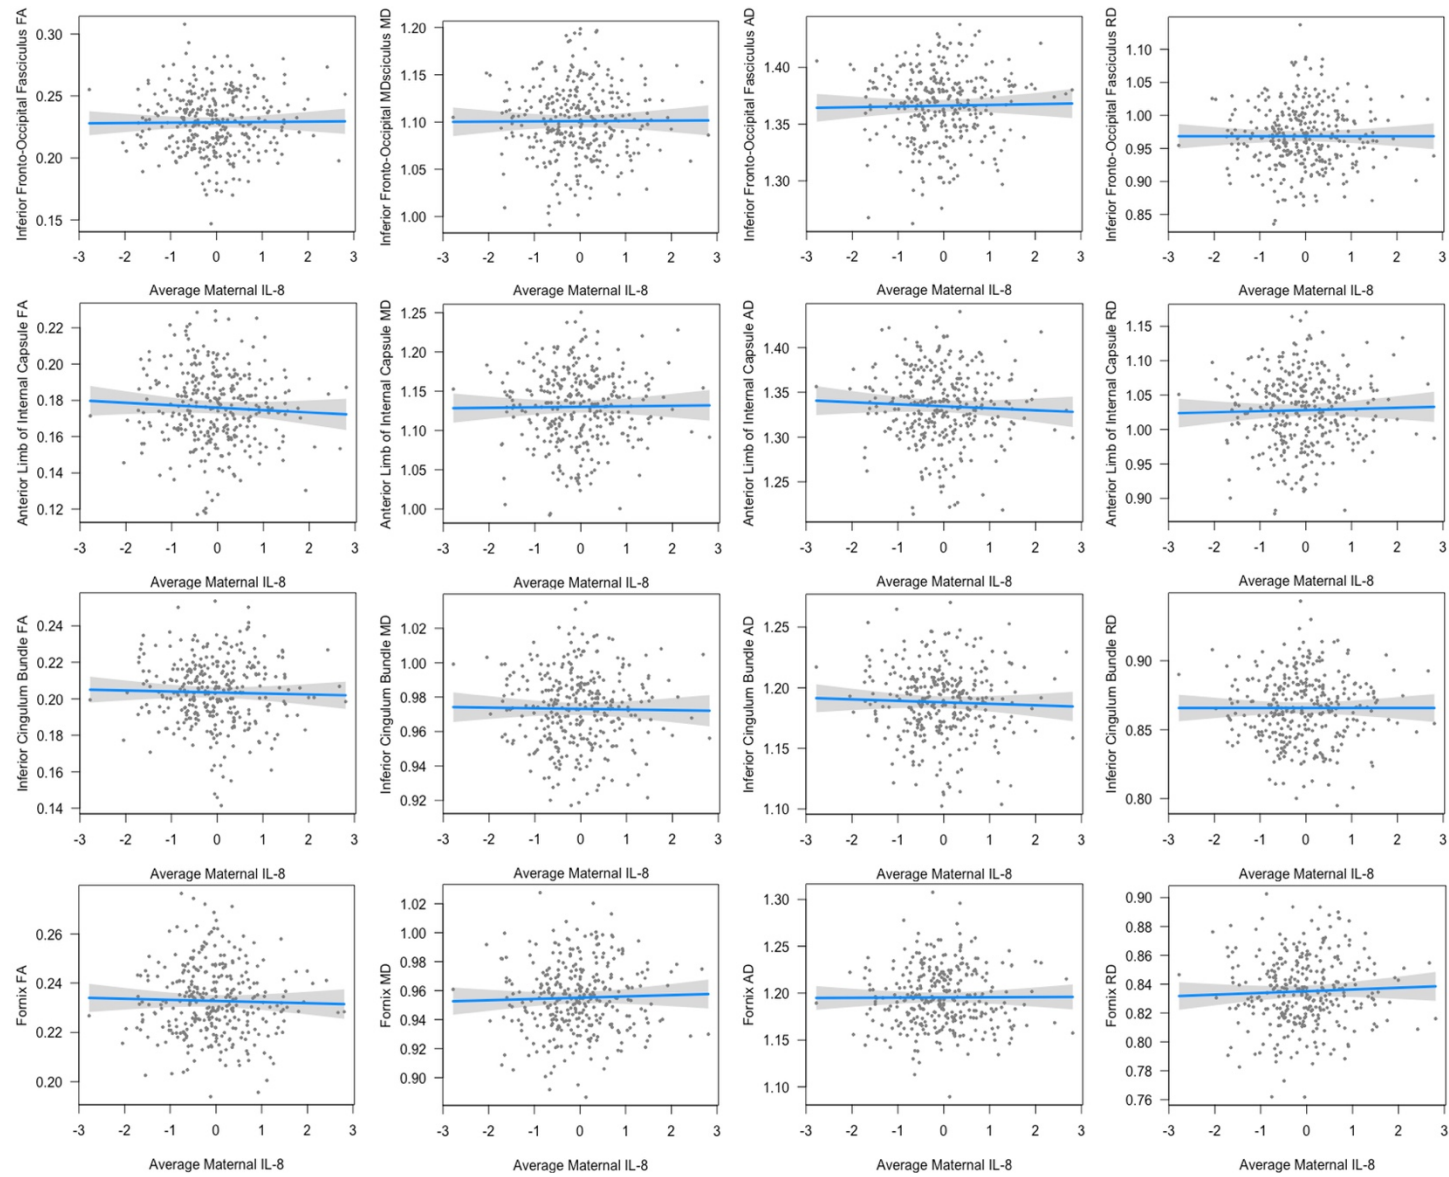 Inferior Fronto-Occipital Fasciculus FA
0.30
0.25
0.20
0.15
-3 -2 -1 0 1 2 3
Average Maternal IL-8
Inferior Fronto-Occipital MDsciculus MD
1.20
1.15
1.10
1.05
1.00
-3 -2 -1 0 1 2 3
Average Maternal IL-8
Inferior Fronto-Occipital Fasciculus AD
1.40
1.35
1.30
-3 -2 -1 0 1 2 3
Average Maternal IL-8
Inferior Fronto-Occipital Fasciculus RD
1.10
1.05
1.00
0.95
0.90
0.85
-3 -2 -1 0 1 2 3
Average Maternal IL-8
Anterior Limb of Internal Capsule FA
0.22
0.20
0.18
0.16
0.14
0.12
-3 -2 -1 0 1 2 3
Average Maternal IL-8
Anterior Limb of Internal Capsule MD
1.25
1.20
1.15
1.10
1.05
1.00
-3 -2 -1 0 1 2 3
Average Maternal IL-8
Anterior Limb of Internal Capsule AD
1.40
1.35
1.30
1.25
-3 -2 -1 0 1 2 3
Average Maternal IL-8
Anterior Limb of Internal Capsule RD
1.15
1.10
1.05
1.00
0.95
0.90
-3 -2 -1 0 1 2 3
Average Maternal IL-8
Inferior Cingulum Bundle FA
0.24
0.22
0.20
0.18
0.16
0.14
-3 -2 -1 0 1 2 3
Average Maternal IL-8
Inferior Cingulum Bundle MD
1.02
1.00
0.98
0.96
0.94
0.92
-3 -2 -1 0 1 2 3
Average Maternal IL-8
Inferior Cingulum Bundle AD
1.25
1.20
1.15
1.10
-3 -2 -1 0 1 2 3
Average Maternal IL-8
Inferior Cingulum Bundle RD
0.90
0.85
0.80
-3 -2 -1 0 1 2 3
Average Maternal IL-8
Fornix FA
0.26
0.24
0.22
0.20
-3 -2 -1 0 1 2 3
Average Maternal IL-8
Fornix MD
1.02
1.00
0.98
0.96
0.94
0.92
0.90
-3 -2 -1 0 1 2 3
Average Maternal IL-8
Fornix AD
1.30
1.25
1.20
1.15
1.10
-3 -2 -1 0 1 2 3
Average Maternal IL-8
Fornix RD
0.90
0.88
0.86
0.84
0.82
0.80
0.78
0.76
-3 -2 -1 0 1 2 3
Average Maternal IL-8